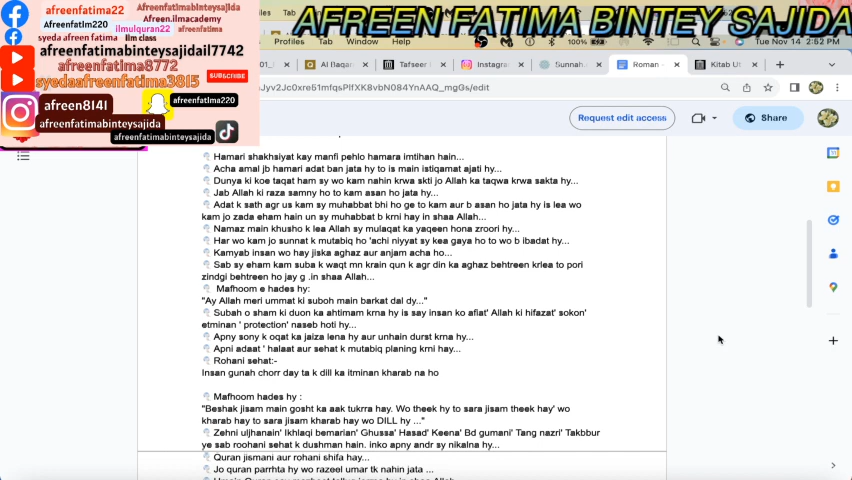 AFREEN FATIMA BINTEY SAJIDA
afreenfatima22
Afreenfatimabinteysajida
Afreen.ilmacademy
afreenfatIm220
ilmulquran22
afreenfatima
syeda afreen fatima
ilm class
afreenfatimabinteysajidail7742
afreenfatima8772
SUBSCRIBE
syedaafreenfatima3815
afreen8141
afreenfatIma220
afreenfatimabinteysajida
afreenfatimabinteysajida
Profiles Tab Window Help
100%
Tue Nov 14 2:52 PM
Al Baqar
Tafseer
Instagr
Sunnah
Roman -
Kitab Ut
Jyv2Jc0xre51mfqsPlfXK8vbN084YnAAQ_mgGs/edit
Request edit access
Share
Hamari shakhsiyat kay manfi pehlo hamara imtihan hain...
Acha amal jb hamari adat ban jata hy to is main istiqamat ajati hy...
Dunya ki koe taqat ham sy wo kam nahin krwa skti jo Allah ka taqwa krwa sakta hy...
Jab Allah ki raza samny ho to kam asan ho jata hy...
Adat k sath agr us kam sy muhabbat bhi ho ge to kam aur b asan ho jata hy is lea wo
kam jo zada eham hain un sy muhabbat b krni hay in shaa Allah...
Namaz main khusho k lea Allah sy mulaqat ka yaqeen hona zroori hy...
Har wo kam jo sunnat k mutabiq ho 'achi niyyat sy kea gaya ho to wo b ibadat hy...
Kamyab insan wo hay jiska aghaz aur anjam acha ho...
Sab sy eham kam suba k waqt mn krain qun k agr din ka aghaz behtreen krlea to pori
zindgi behtreen ho jay g .in shaa Allah...
Mafhoom e hades hy:
"Ay Allah meri ummat ki suboh main barkat dal dy..."
Subah o sham ki duon ka ahtimam krna hy is say insan ko afiat' Allah ki hifazat' sokon'
etminan ' protection' naseb hoti hy...
Apny sony k oqat ka jaiza lena hy aur unhain durst krna hy...
Apni adaat ' halaat aur sehat k mutabiq planing krni hay...
Rohani sehat:-
Insan gunah chorr day ta k dill ka itminan kharab na ho
Mafhoom hades hy :
"Beshak jisam main gosht ka aak tukrra hay. Wo theek hy to sara jisam theek hay' wo
kharab hay to sara jisam kharab hay wo DILL hy ..."
Zehni uljhanain' Ikhlaqi bemarian' Ghussa' Hasad' Keena' Bd gumani' Tang nazri' Takbbur
ye sab roohani sehat k dushman hain. inko apny andr sy nikalna hy...
Quran jismani aur rohani shifa hay...
Jo quran parrhta hy wo razeel umar tk nahin jata ...